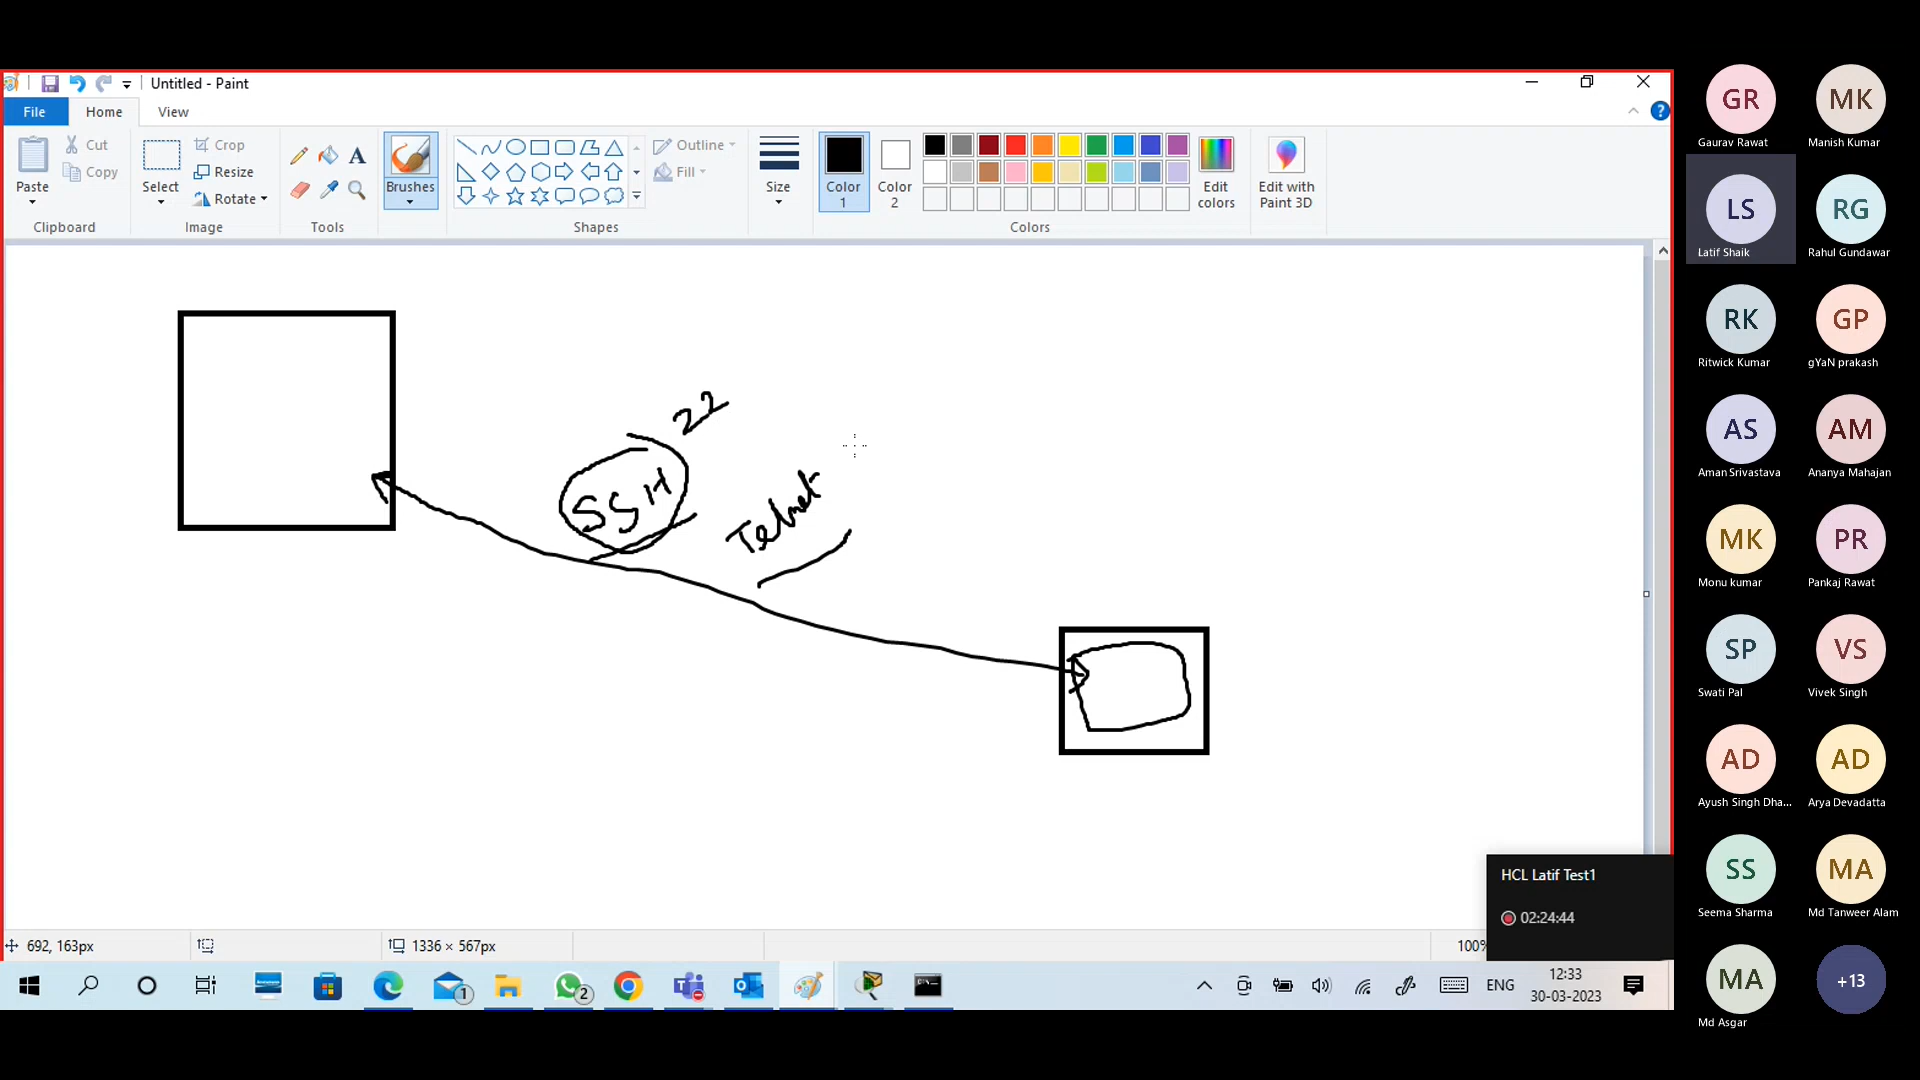 Untitled - Paint
File
Home
View
Paste
Cut
Copy
Clipboard
Select
Crop
Resize
Rotate
Image
A
Tools
Brushes
Shapes
Outline
Fill
Size
Color
1
Color
2
Edit
colors
Colors
Edit with
Paint 3D
?
22
SSH
Telnet
HCL Latif Test1
02:24:44
692, 163px
1336 × 567px
100%
1
2
T
ENG
12:33
30-03-2023
GR
Gaurav Rawat
MK
Manish Kumar
LS
Latif Shaik
RG
Rahul Gundawar
RK
Ritwick Kumar
GP
gYaN prakash
AS
Aman Srivastava
AM
Ananya Mahajan
MK
Monu kumar
PR
Pankaj Rawat
SP
Swati Pal
VS
Vivek Singh
AD
Ayush Singh Dha...
AD
Arya Devadatta
SS
Seema Sharma
MA
Md Tanweer Alam
MA
Md Asgar
+13